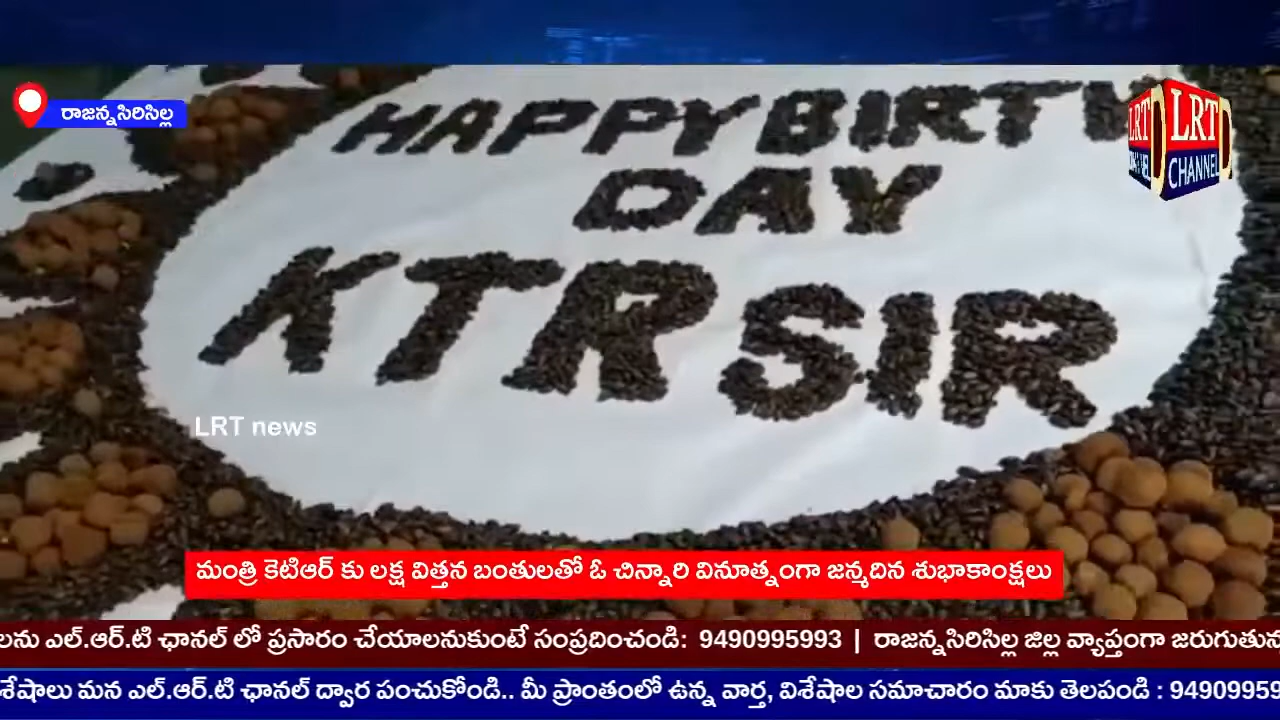 రాజన్నసిరిసిల్ల
HAPPY BIRTH
DAY
KTR SIR
LRT
CHANNEL
LRT news
మంత్రి కెటిఆర్ కు లక్ష విత్తన బంతులతో ఓ చిన్నారి వినూత్నంగా జన్మదిన శుభాకాంక్షలు
లను ఎల్.ఆర్.టి ఛానల్ లో ప్రసారం చేయాలనుకుంటే సంప్రదించండి: 9490995993 | రాజన్నసిరిసిల్ల జిల్ల వ్యాప్తంగా జరుగుతున
శేషాలు మన ఎల్.ఆర్.టి ఛానల్ ద్వార పంచుకోండి.. మీ ప్రాంతంలో ఉన్న వార్త, విశేషాల సమాచారం మాకు తెలపండి : 94909959